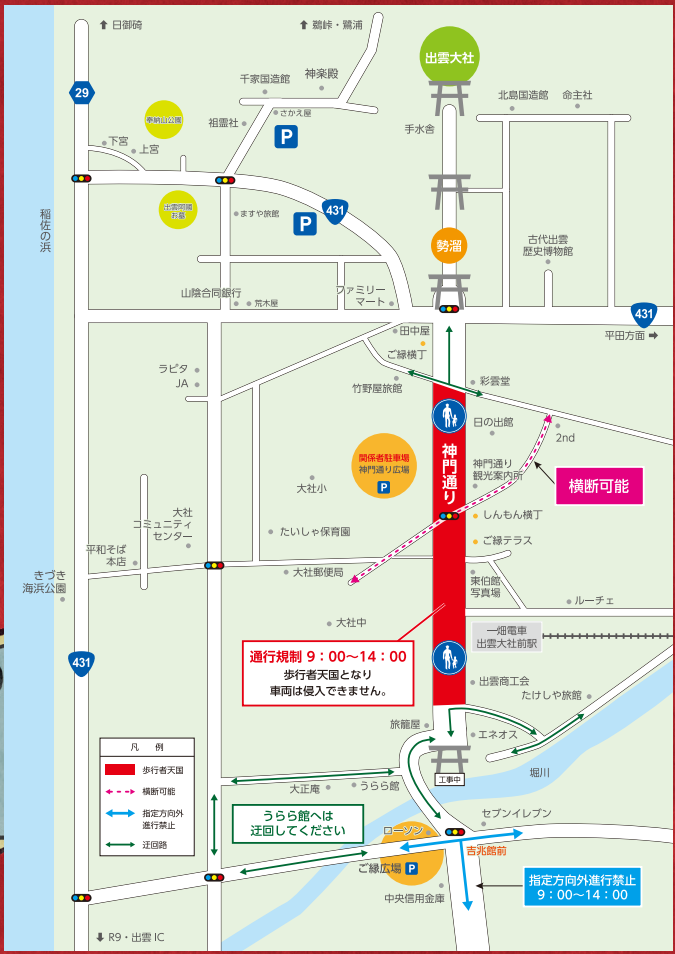 日御碕
鵜峠・鷺浦
出雲大社
29
千家国造館
神楽殿
北島国造館
命主社
奉納山公園
祖霊社
さかえ屋
手水舎
P
下宮
上宮
稲佐の浜
出雲阿國
お墓
ますや旅館
P
431
勢溜
古代出雲
歴史博物館
山陰合同銀行
荒木屋
ファミリー
マート
431
平田方面
田中屋
ご縁横丁
ラピタ
JA
竹野屋旅館
彩雲堂
日の出館
2nd
神門通り
関係者駐車場
神門通り広場
P
神門通り
観光案内所
横断可能
大社小
しんもん横丁
大社
コミュニティ
センター
たいしゃ保育園
ご縁テラス
平和そば
本店
きづき
海浜公園
大社郵便局
東伯館
写真場
ルーチェ
大社中
一畑電車
出雲大社前駅
通行規制 9:00〜14:00
歩行者天国となり
車両は侵入できません。
431
出雲商工会
たけしや旅館
旅籠屋
エネオス
凡 例
歩行者天国
横断可能
指定方向外
進行禁止
迂回路
工事中
堀川
大正庵
うらら館
うらら館へは
迂回してください
ローソン
セブンイレブン
吉兆館前
ご縁広場 P
中央信用金庫
指定方向外進行禁止
9:00〜14:00
R9・出雲 IC